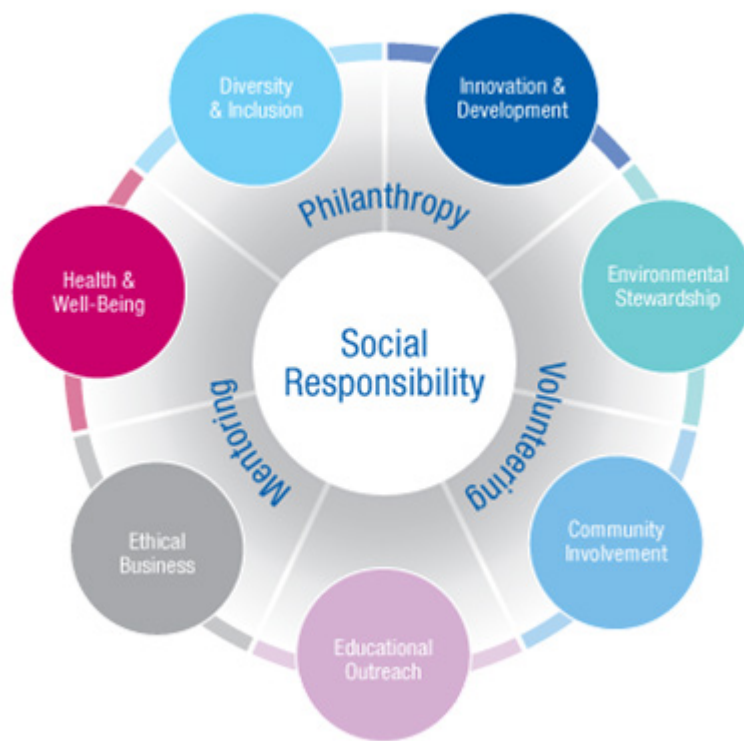 Diversity
& Inclusion
Innovation &
Development
Philanthropy
Health &
Well-Being
Environmental
Stewardship
Social
Responsibility
Mentoring
Volunteering
Ethical
Business
Community
Involvement
Educational
Outreach